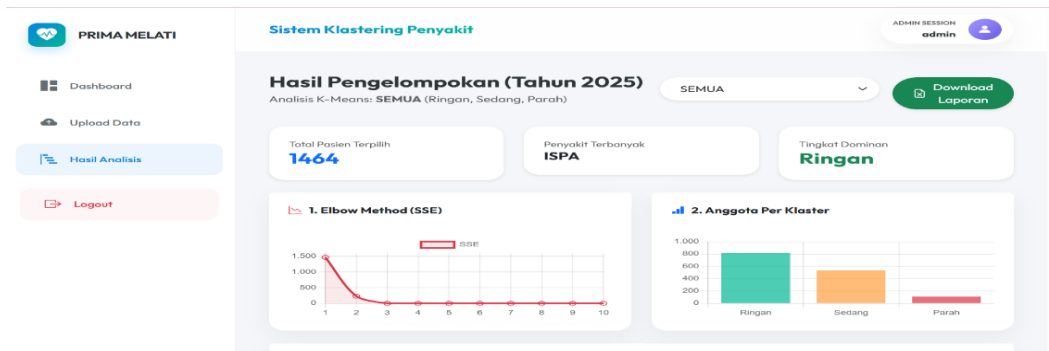 PRIMA MELATI
Sistem Klastering Penyakit
ADMIN SESSION
admin
Dashboard
Upload Data
Hasil Analisis
Logout
Hasil Pengelompokan (Tahun 2025)
Analisis K-Means: SEMUA (Ringan, Sedang, Parah)
SEMUA
Download
Laporan
Total Pasien Terpilih
1464
Penyakit Terbanyak
ISPA
Tingkat Dominan
Ringan
1. Elbow Method (SSE)
SSE
1.500
1.000
500
0
1 2 3 4 5 6 7 8 9 10
2. Anggota Per Klaster
1.000
800
600
400
200
0
Ringan Sedang Parah